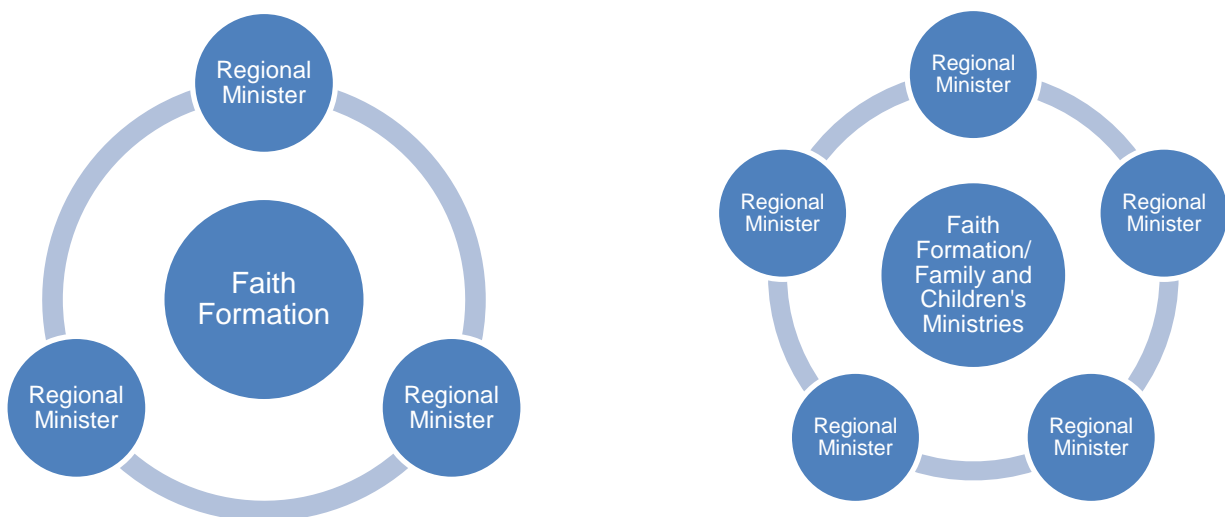 Regional
Minister
Faith
Formation
Regional
Minister
Regional
Minister
Regional
Minister
Regional
Minister
Regional
Minister
Faith
Formation/
Family and
Children's
Ministries
Regional
Minister
Regional
Minister